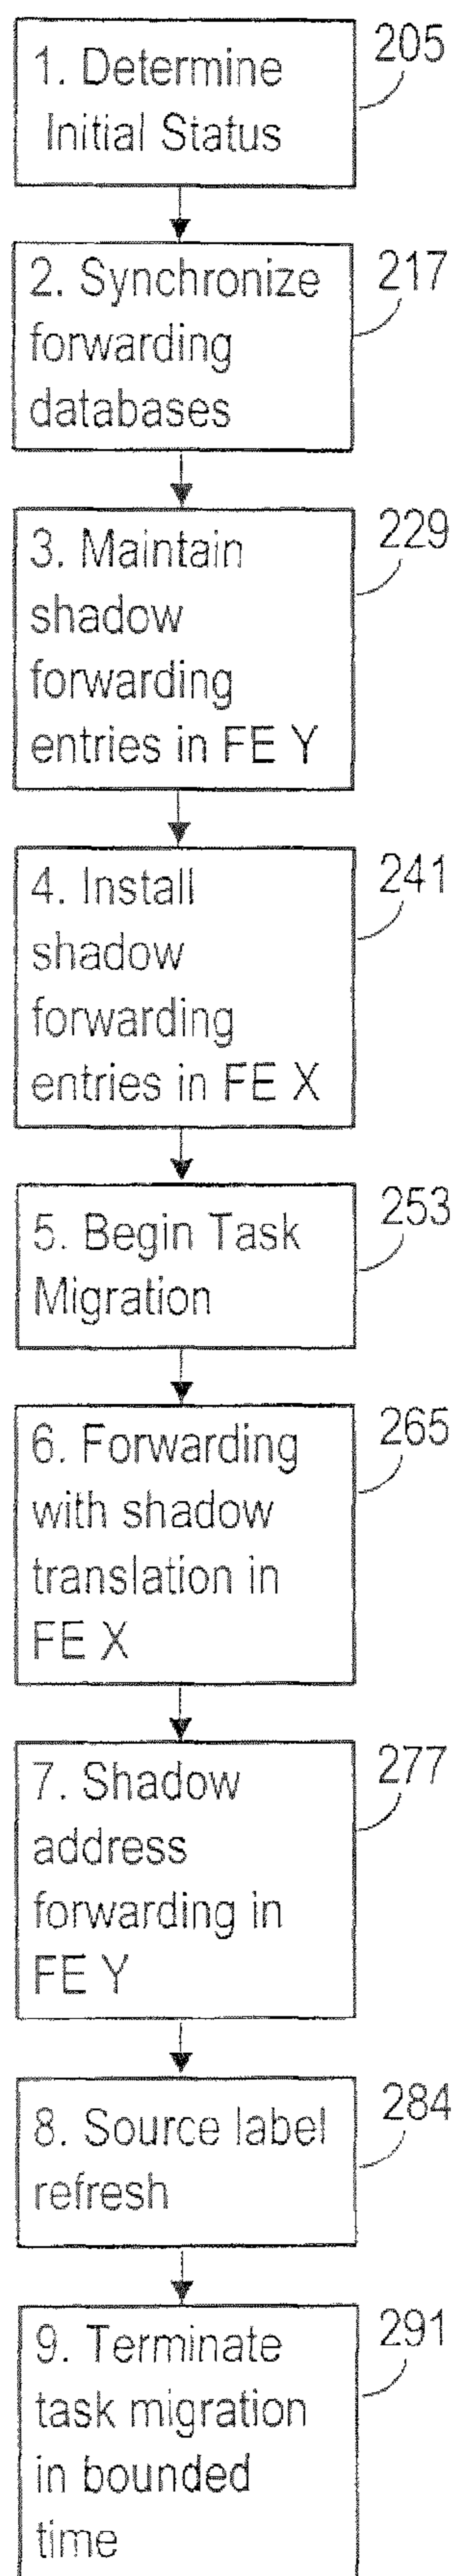 205
1. Determine
Initial Status
217
2. Synchronize
forwarding
databases
229
3. Maintain
shadow
forwarding
entries in FE Y
241
4. Install
shadow
forwarding
entries in FE X
253
5. Begin Task
Migration
265
6. Forwarding
with shadow
translation in
FE X
277
7. Shadow
address
forwarding in
FE Y
284
8. Source label
refresh
291
9. Terminate
task migration
in bounded
time